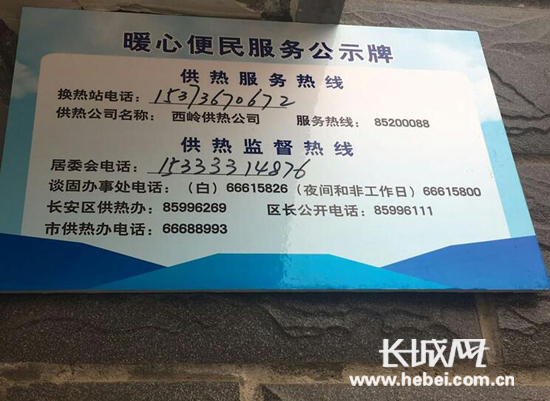 暖心便民服务公示牌
供热服务热线
换热站电话：15373670672
供热公司名称： 西岭供热公司 服务热线： 85200088
供热监督热线
居委会电话：15333314876
谈固办事处电话：（白）66615826（夜间和非工作日）66615800
长安区供热办：85996269 区长公开电话：85996111
市供热办电话：66688993
长城网
www.hebei.com.cn